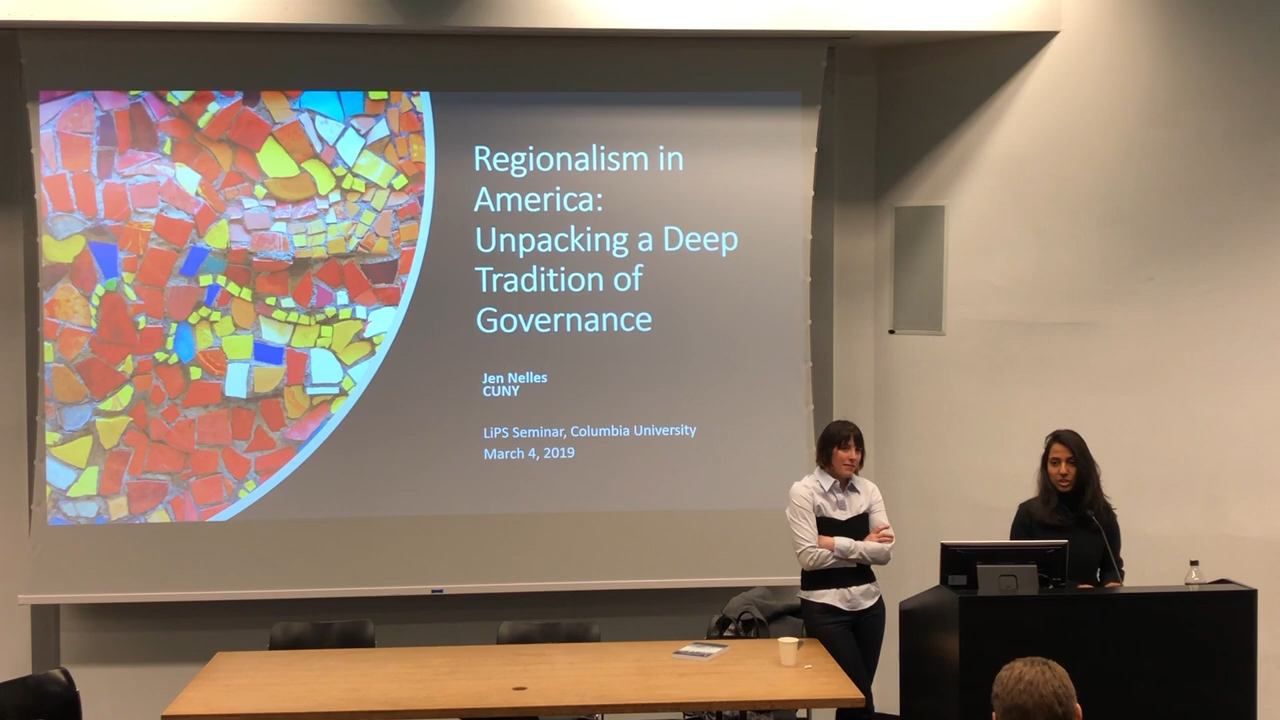 Regionalism in
America:
Unpacking a Deep
Tradition of
Governance
Jen Nelles
CUNY
LiPS Seminar, Columbia University
March 4, 2019